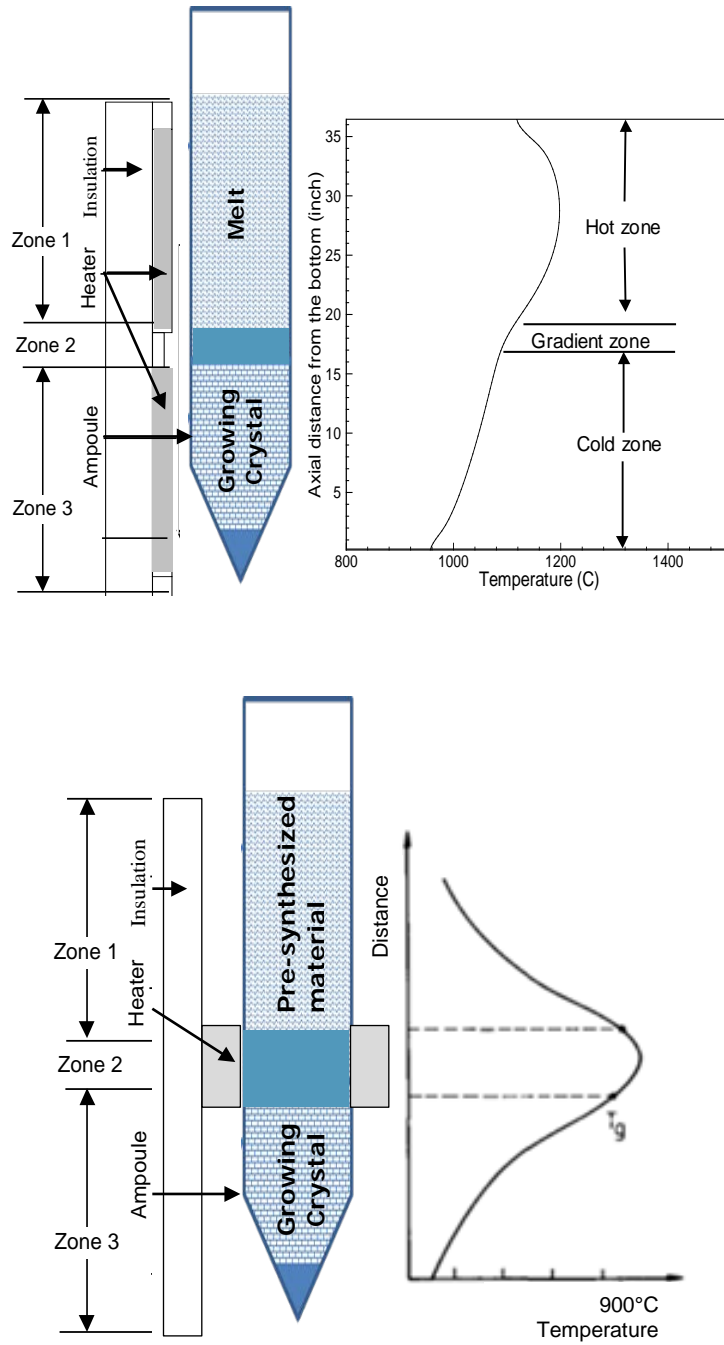 Zone 1
Zone 2
Zone 3
Insulation
Heater
Ampoule
Melt
Growing
Crystal
Axial distance from the bottom (inch)
35
30
25
20
15
10
5
Hot zone
Gradient zone
Cold zone
800
1000
1200
1400
Temperature (C)
Zone 1
Zone 2
Zone 3
Insulation
Heater
Ampoule
Pre-synthesized
material
Growing
Crystal
Distance
Tg
900°C
Temperature